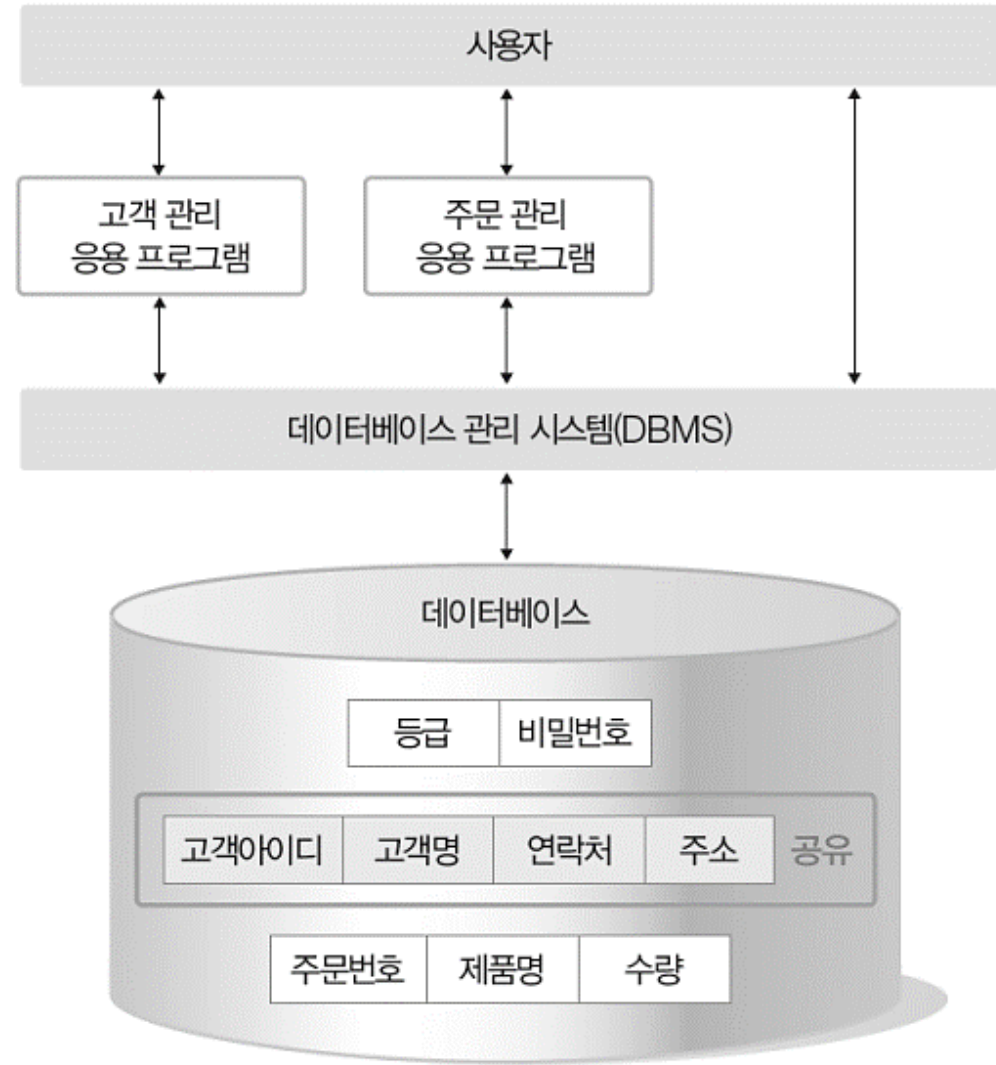 사용자
고객 관리
응용 프로그램
주문 관리
응용 프로그램
데이터베이스 관리 시스템(DBMS)
데이터베이스
등급 비밀번호
고객아이디 고객명 연락처 주소 공유
주문번호 제품명 수량